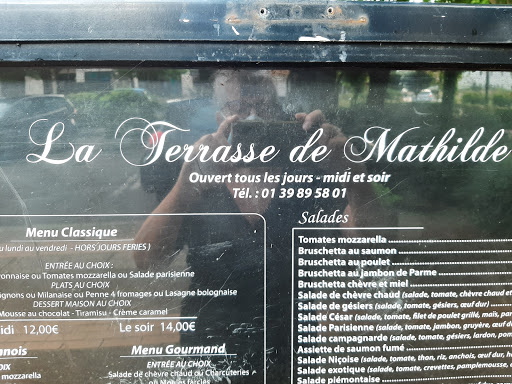 La Terrasse de Mathilde
Ouvert tous les jours - midi et soir
Tél. : 01 39 89 58 01
Menu Classique
u lundi au vendredi - HORS JOURS FERIES )
ENTRÉE AU CHOIX :
onnaise ou Tomates mozzarella ou Salade parisienne
PLATS AU CHOIX
ignons ou Milanaise ou Penne 4 fromages ou Lasagne bolognaise
DESSERT MAISON AU CHOIX
Mousse au chocolat - Tiramisu - Crème caramel
idi 12,00€ Le soir 14,00€
Menu Gourmand
ENTRÉE AU CHOIX
Salade de chèvre chaud ou Charcuteries
ou Moules farcies
Salades
Tomates mozzarella
Bruschetta au saumon
Bruschetta au poulet
Bruschetta au jambon de Parme
Bruschetta chèvre et miel
Salade de chèvre chaud (salade, tomate, chèvre chaud et
Salade de gésiers (salade, tomate, gésiers, œuf dur)
Salade César (salade, tomate, filet de poulet grillé, maïs, par
Salade Parisienne (salade, tomate, jambon, gruyère, œuf d
Salade campagnarde (salade, tomate, gésiers, lardon, pom
Assiette de saumon fumé
Salade Niçoise (salade, tomate, thon, riz, anchois, œuf dur, h
Salade exotique (salade, tomate, crevettes, pamplemousse,
Salade piémontaise